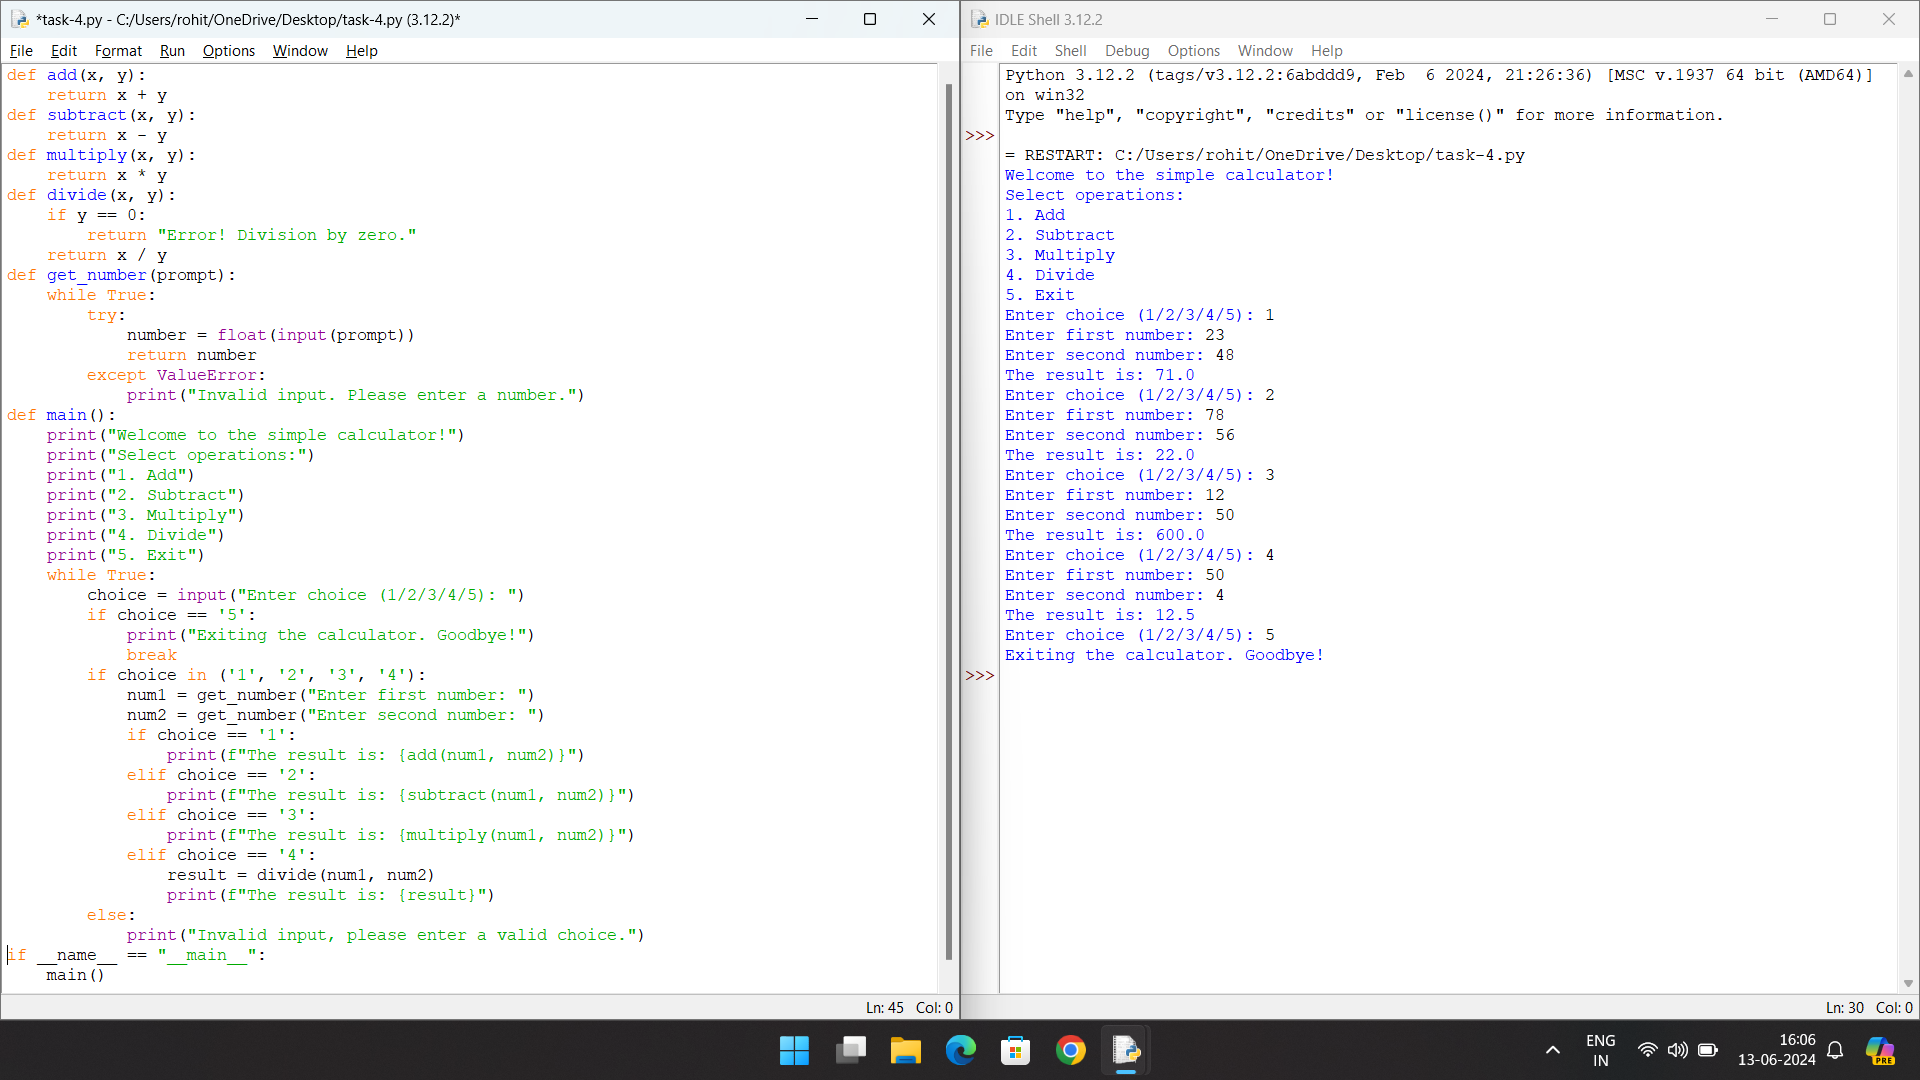 *task-4.py - C:/Users/rohit/OneDrive/Desktop/task-4.py (3.12.2)*
File Edit Format Run Options Window Help
def add(x, y):
    return x + y
def subtract(x, y):
    return x - y
def multiply(x, y):
    return x * y
def divide(x, y):
    if y == 0:
        return "Error! Division by zero."
    return x / y
def get_number(prompt):
    while True:
        try:
            number = float(input(prompt))
            return number
        except ValueError:
            print("Invalid input. Please enter a number.")
def main():
    print("Welcome to the simple calculator!")
    print("Select operations:")
    print("1. Add")
    print("2. Subtract")
    print("3. Multiply")
    print("4. Divide")
    print("5. Exit")
    while True:
        choice = input("Enter choice (1/2/3/4/5): ")
        if choice == '5':
            print("Exiting the calculator. Goodbye!")
            break
        if choice in ('1', '2', '3', '4'):
            num1 = get_number("Enter first number: ")
            num2 = get_number("Enter second number: ")
            if choice == '1':
                print(f"The result is: {add(num1, num2)}")
            elif choice == '2':
                print(f"The result is: {subtract(num1, num2)}")
            elif choice == '3':
                print(f"The result is: {multiply(num1, num2)}")
            elif choice == '4':
                result = divide(num1, num2)
                print(f"The result is: {result}")
        else:
            print("Invalid input, please enter a valid choice.")
if __name__ == "__main__":
    main()
Ln: 45 Col: 0
IDLE Shell 3.12.2
File Edit Shell Debug Options Window Help
Python 3.12.2 (tags/v3.12.2:6abddd9, Feb  6 2024, 21:26:36) [MSC v.1937 64 bit (AMD64)]
on win32
Type "help", "copyright", "credits" or "license()" for more information.
>>>
= RESTART: C:/Users/rohit/OneDrive/Desktop/task-4.py
Welcome to the simple calculator!
Select operations:
1. Add
2. Subtract
3. Multiply
4. Divide
5. Exit
Enter choice (1/2/3/4/5): 1
Enter first number: 23
Enter second number: 48
The result is: 71.0
Enter choice (1/2/3/4/5): 2
Enter first number: 78
Enter second number: 56
The result is: 22.0
Enter choice (1/2/3/4/5): 3
Enter first number: 12
Enter second number: 50
The result is: 600.0
Enter choice (1/2/3/4/5): 4
Enter first number: 50
Enter second number: 4
The result is: 12.5
Enter choice (1/2/3/4/5): 5
Exiting the calculator. Goodbye!
>>>
Ln: 30 Col: 0
ENG
IN
16:06
13-06-2024
PRE